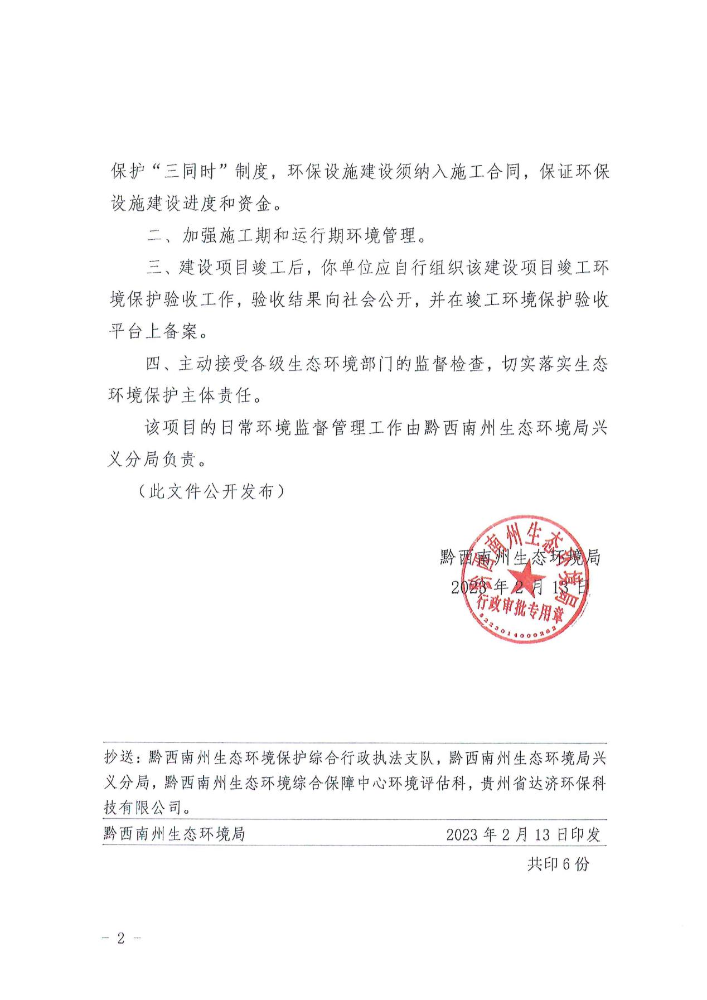 保护“三同时”制度，环保设施建设须纳入施工合同，保证环保
设施建设进度和资金。
二、加强施工期和运行期环境管理。
三、建设项目竣工后，你单位应自行组织该建设项目竣工环
境保护验收工作，验收结果向社会公开，并在竣工环境保护验收
平台上备案。
四、主动接受各级生态环境部门的监督检查，切实落实生态
环境保护主体责任。
该项目的日常环境监督管理工作由黔西南州生态环境局兴
义分局负责。
（此文件公开发布）
黔西南州生态环境局
2023年2月13日
黔西南州生态环境局
行政审批专用章
5223014000262
抄送：黔西南州生态环境保护综合行政执法支队，黔西南州生态环境局兴
义分局，黔西南州生态环境综合保障中心环境评估科，贵州省达济环保科
技有限公司。
黔西南州生态环境局 2023年2月13日印发
共印6份
- 2 -